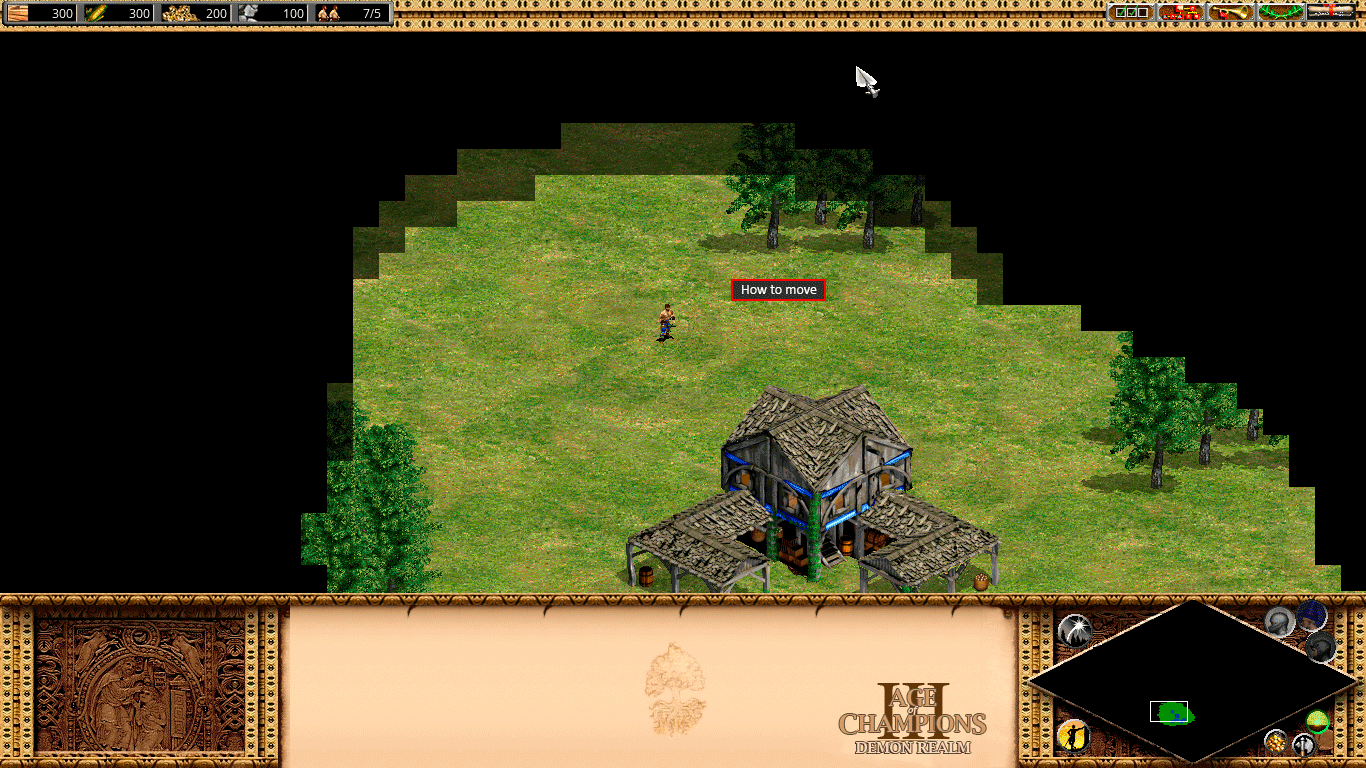 300
300
200
100
7/5
How to move
III
AGE
of
CHAMPIONS
DEMON REALM